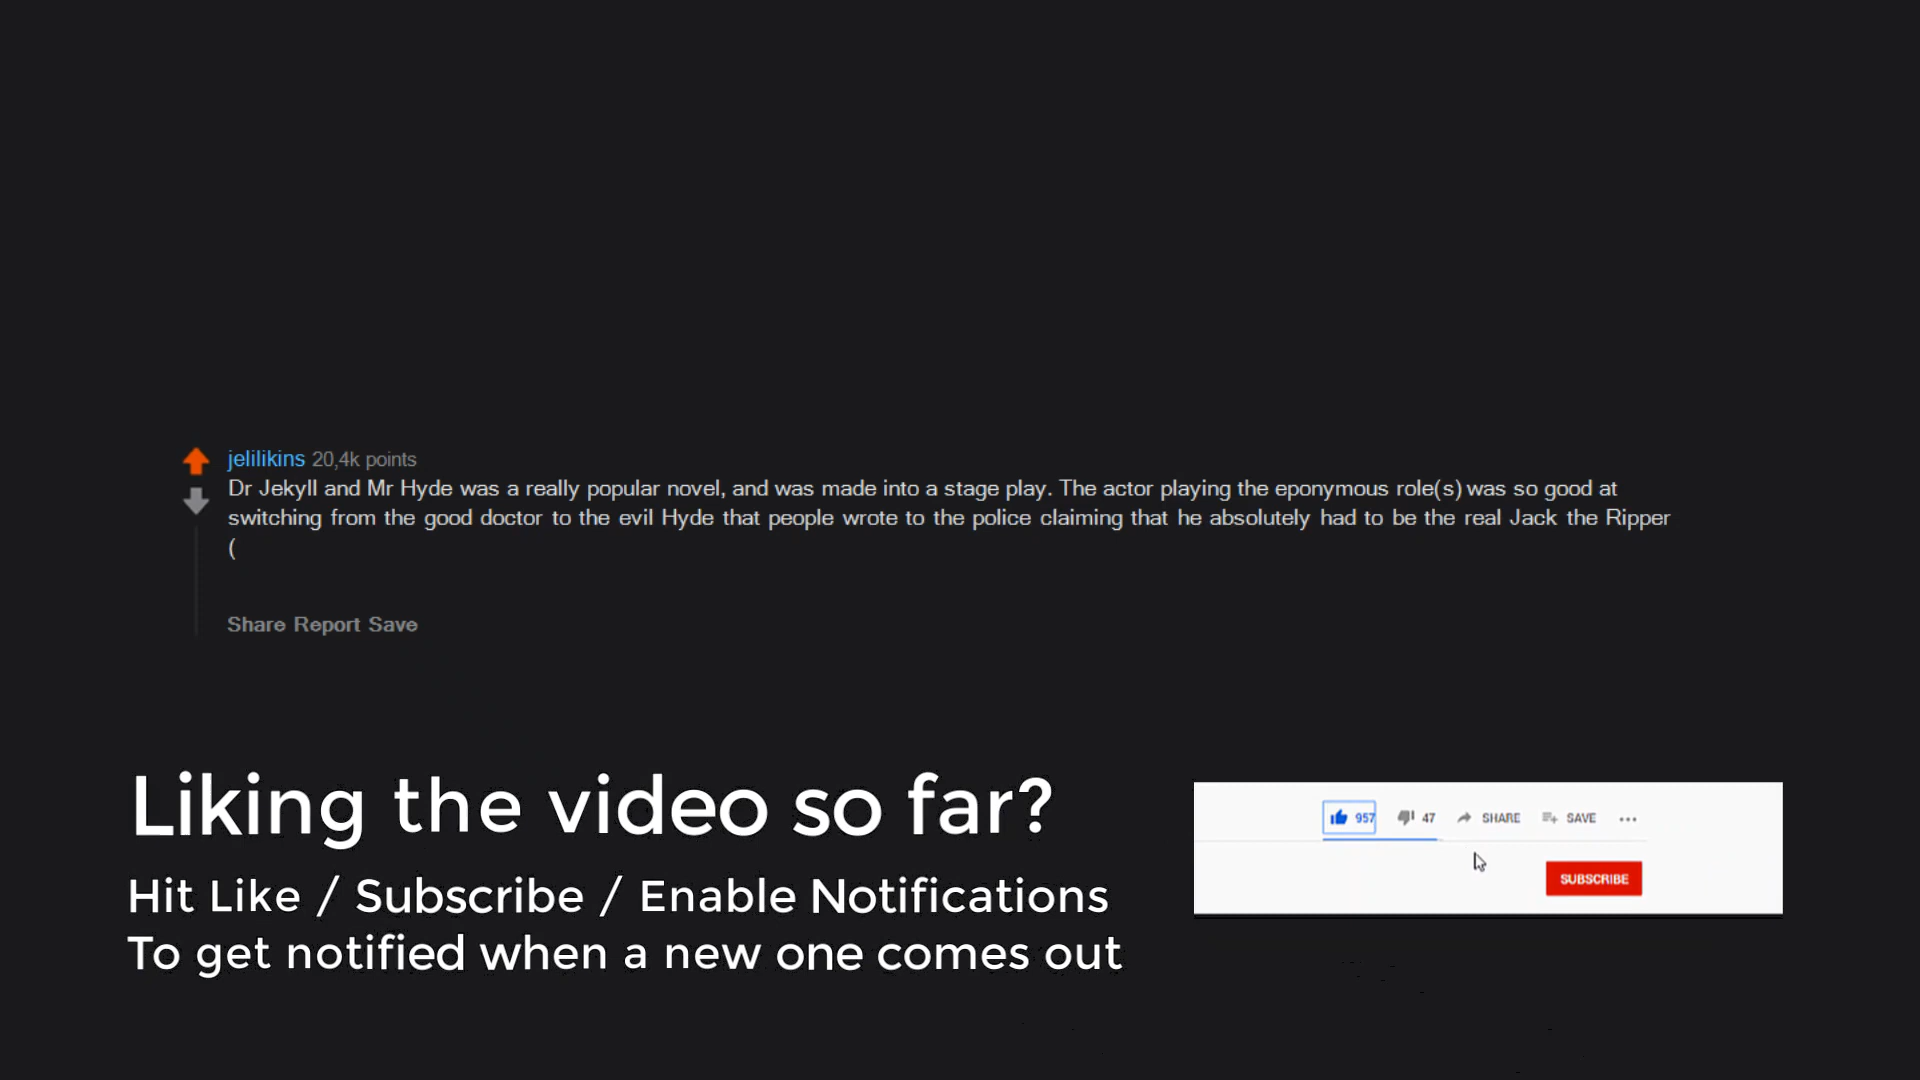 jelilikins 20,4k points
Dr Jekyll and Mr Hyde was a really popular novel, and was made into a stage play. The actor playing the eponymous role(s) was so good at
switching from the good doctor to the evil Hyde that people wrote to the police claiming that he absolutely had to be the real Jack the Ripper
(
Share Report Save
Liking the video so far?
Hit Like / Subscribe / Enable Notifications
To get notified when a new one comes out
957 47 SHARE SAVE ...
SUBSCRIBE